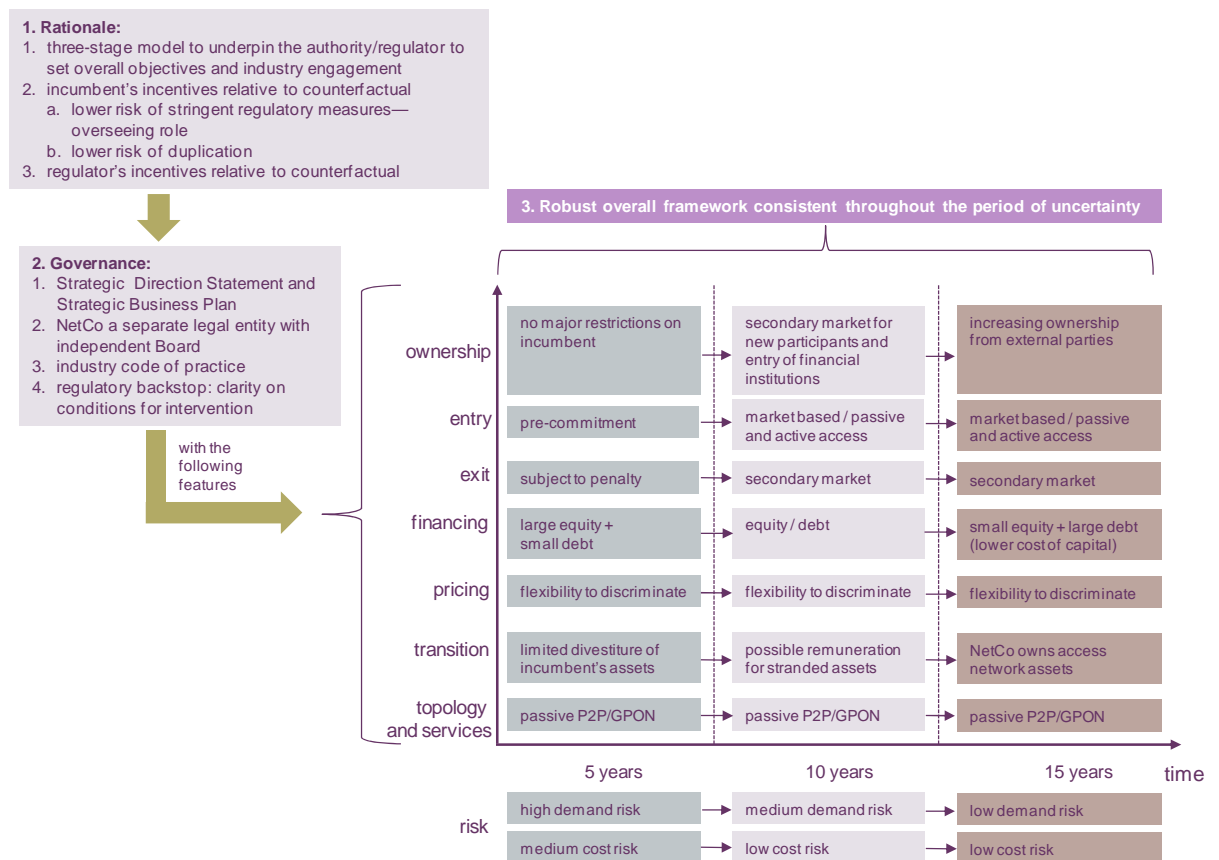 1. Rationale:
1. three-stage model to underpin the authority/regulator to
set overall objectives and industry engagement
2. incumbent's incentives relative to counterfactual
a. lower risk of stringent regulatory measures—
overseeing role
b. lower risk of duplication
3. regulator's incentives relative to counterfactual
2. Governance:
1. Strategic Direction Statement and
Strategic Business Plan
2. NetCo a separate legal entity with
independent Board
3. industry code of practice
4. regulatory backstop: clarity on
conditions for intervention
with the
following
features
3. Robust overall framework consistent throughout the period of uncertainty
ownership
no major restrictions on
incumbent
secondary market for
new participants and
entry of financial
institutions
increasing ownership
from external parties
entry
pre-commitment
market based / passive
and active access
market based / passive
and active access
exit
subject to penalty
secondary market
secondary market
financing
large equity +
small debt
equity / debt
small equity + large debt
(lower cost of capital)
pricing
flexibility to discriminate
flexibility to discriminate
flexibility to discriminate
transition
limited divestiture of
incumbent's assets
possible remuneration
for stranded assets
NetCo owns access
network assets
topology
and services
passive P2P/GPON
passive P2P/GPON
passive P2P/GPON
5 years
10 years
15 years
time
risk
high demand risk
medium demand risk
low demand risk
medium cost risk
low cost risk
low cost risk